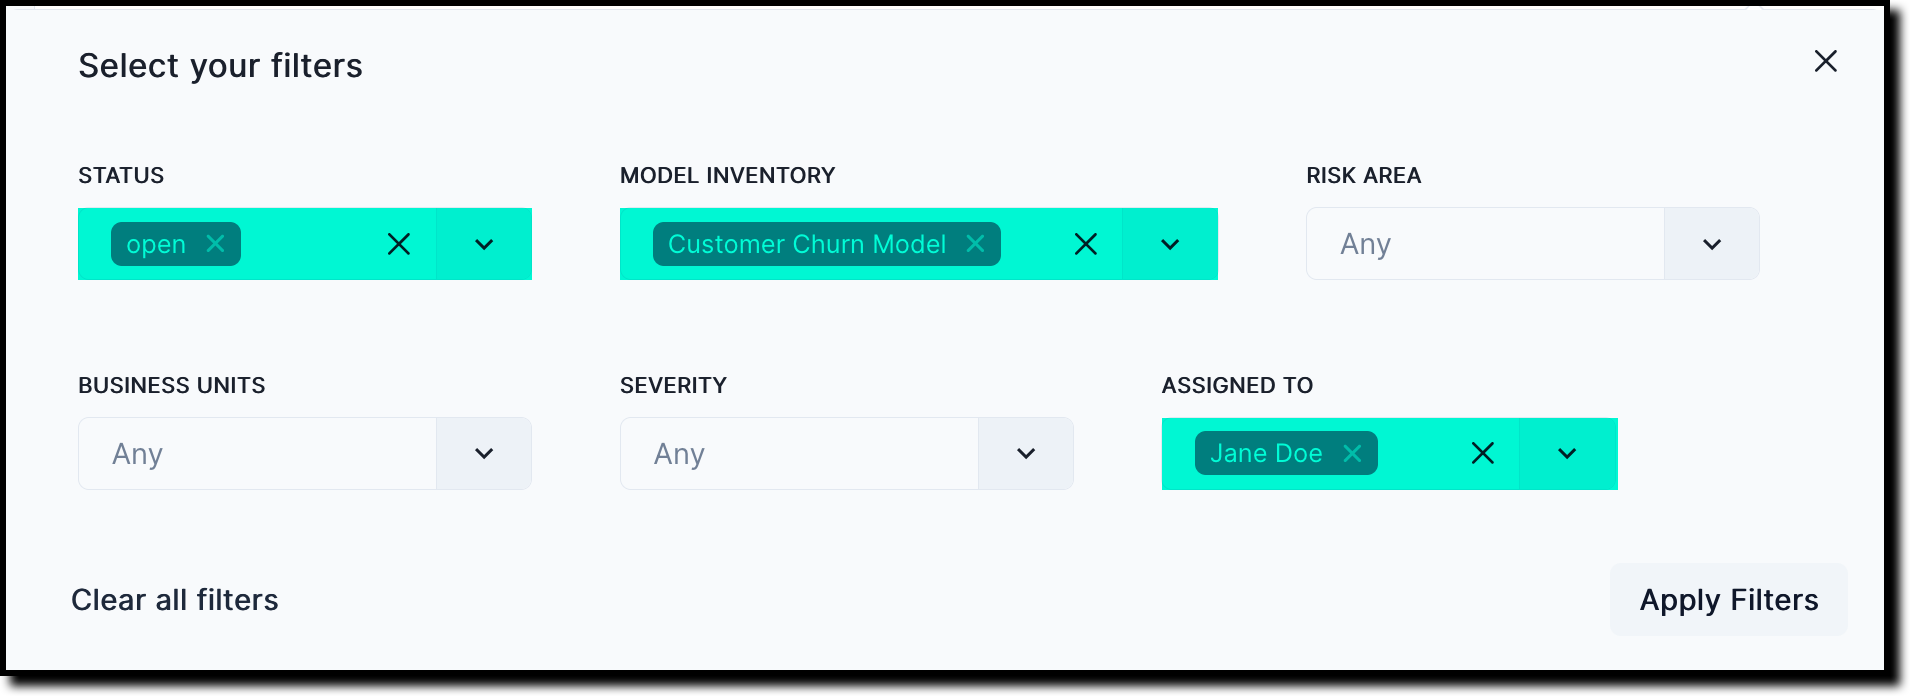 Select your filters
STATUS
MODEL INVENTORY
RISK AREA
open
Customer Churn Model
Any
BUSINESS UNITS
SEVERITY
ASSIGNED TO
Any
Any
Jane Doe
Clear all filters
Apply Filters